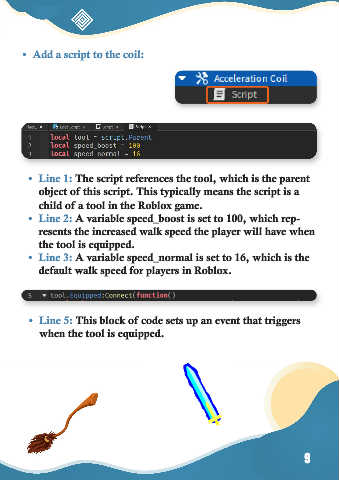 • Add a script to the coil:
Acceleration Coil
Script
Script
1 local tool = script.Parent
2 local speed_boost = 100
3 local speed_normal = 16
• Line 1: The script references the tool, which is the parent
object of this script. This typically means the script is a
child of a tool in the Roblox game.
• Line 2: A variable speed_boost is set to 100, which rep-
resents the increased walk speed the player will have when
the tool is equipped.
• Line 3: A variable speed_normal is set to 16, which is the
default walk speed for players in Roblox.
5 tool.Equipped:Connect(function()
• Line 5: This block of code sets up an event that triggers
when the tool is equipped.
9